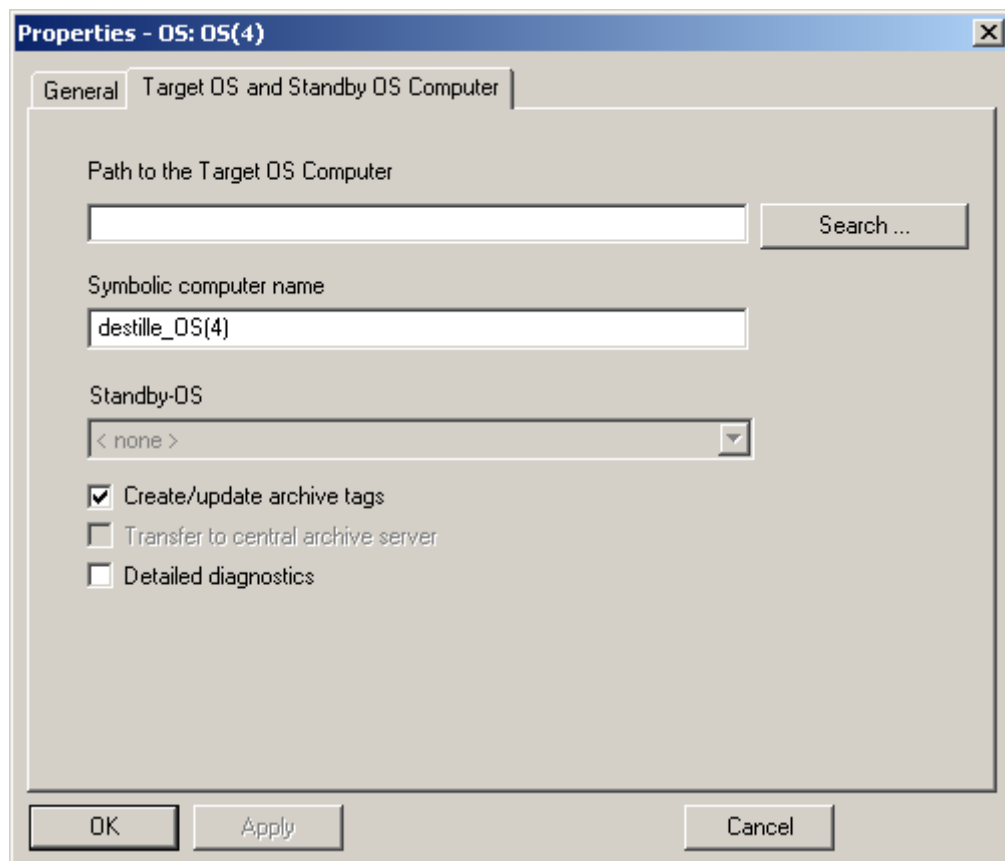 Properties - OS: OS(4)
General
Target OS and Standby OS Computer
Path to the Target OS Computer
Search ...
Symbolic computer name
destille_OS(4)
Standby-OS
< none >
Create/update archive tags
Transfer to central archive server
Detailed diagnostics
OK
Apply
Cancel